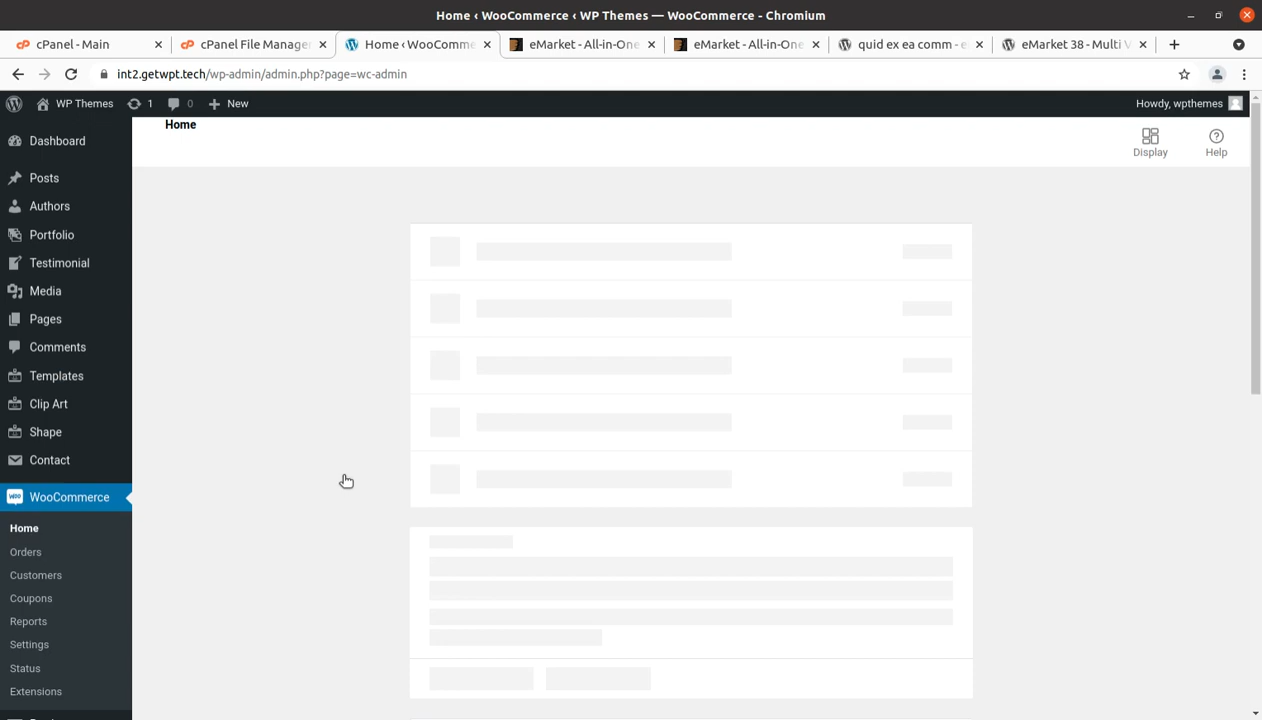 Home ‹ WooCommerce ‹ WP Themes — WooCommerce - Chromium
cPanel - Main
cPanel File Manage
Home ‹ WooComme
eMarket - All-in-One
eMarket - All-in-One
quid ex ea comm - e
eMarket 38 - Multi V
int2.getwpt.tech/wp-admin/admin.php?page=wc-admin
WP Themes 1 0 New Howdy, wpthemes
Home
Display Help
Dashboard
Posts
Authors
Portfolio
Testimonial
Media
Pages
Comments
Templates
Clip Art
Shape
Contact
WooCommerce
Home
Orders
Customers
Coupons
Reports
Settings
Status
Extensions